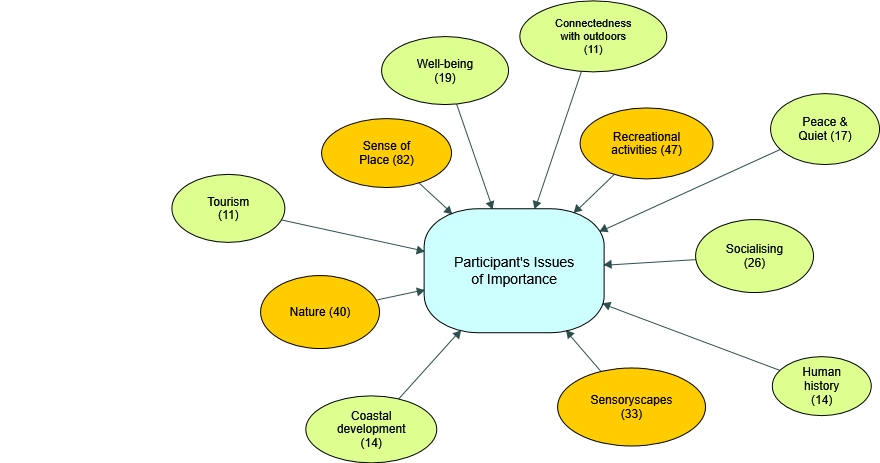 Connectedness
with outdoors
(11)
Well-being
(19)
Sense of
Place (82)
Recreational
activities (47)
Peace &
Quiet (17)
Tourism
(11)
Participant's Issues
of Importance
Socialising
(26)
Nature (40)
Human
history
(14)
Sensoryscapes
(33)
Coastal
development
(14)